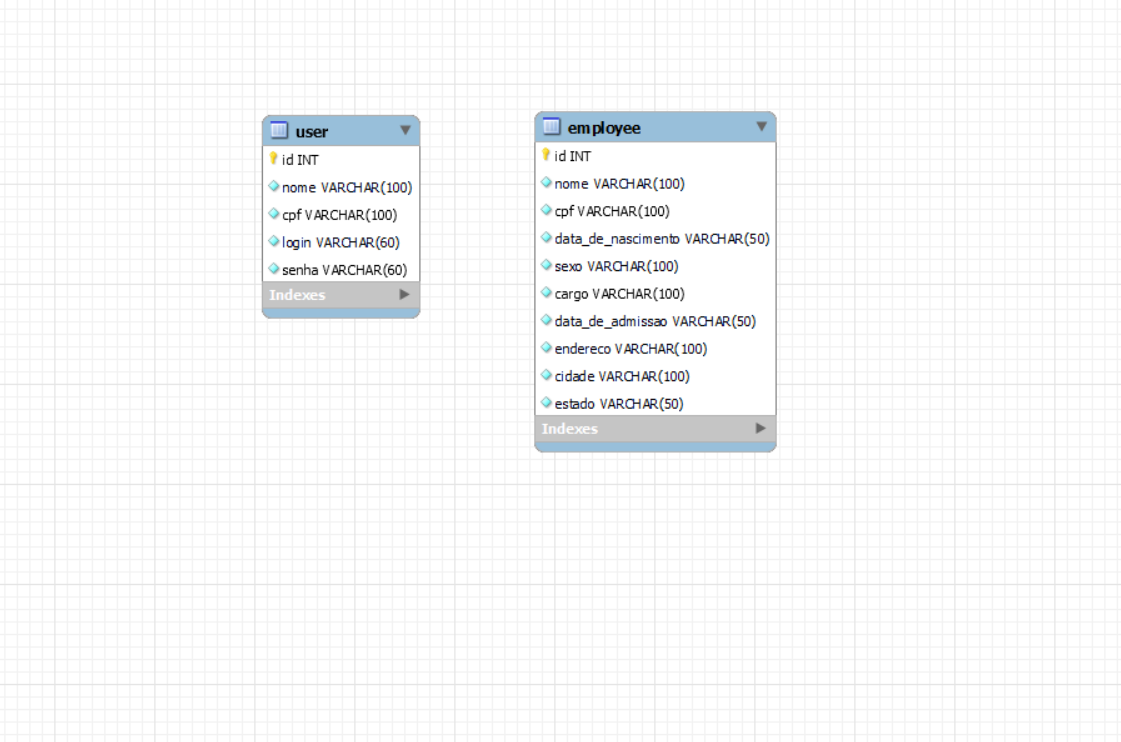 user
id INT
nome VARCHAR(100)
cpf VARCHAR(100)
login VARCHAR(60)
senha VARCHAR(60)
Indexes
employee
id INT
nome VARCHAR(100)
cpf VARCHAR(100)
data_de_nascimento VARCHAR(50)
sexo VARCHAR(100)
cargo VARCHAR(100)
data_de_admissao VARCHAR(50)
endereco VARCHAR(100)
cidade VARCHAR(100)
estado VARCHAR(50)
Indexes